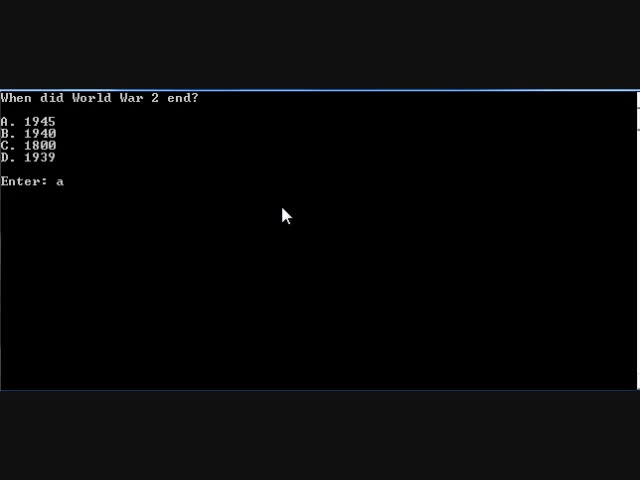 When did World War 2 end?
A. 1945
B. 1940
C. 1800
D. 1939
Enter: a